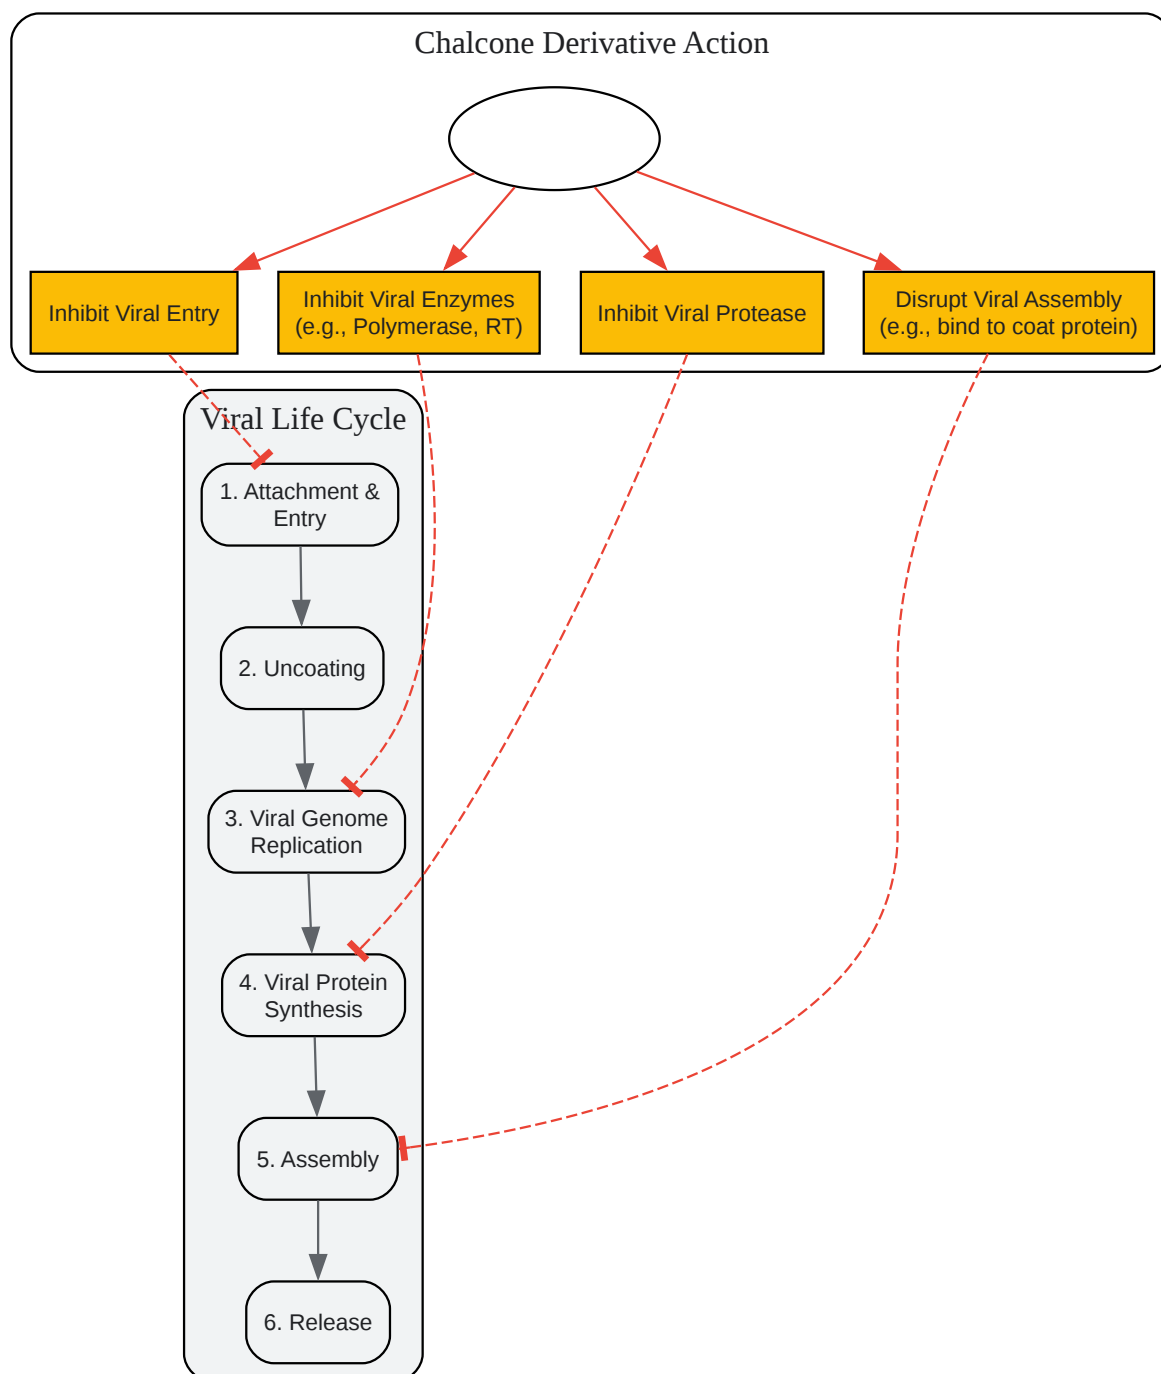 Chalcone Derivative Action
Inhibit Viral Entry
Inhibit Viral Enzymes
(e.g., Polymerase, RT)
Inhibit Viral Protease
Disrupt Viral Assembly
(e.g., bind to coat protein)
Viral Life Cycle
1. Attachment &
Entry
2. Uncoating
3. Viral Genome
Replication
4. Viral Protein
Synthesis
5. Assembly
6. Release